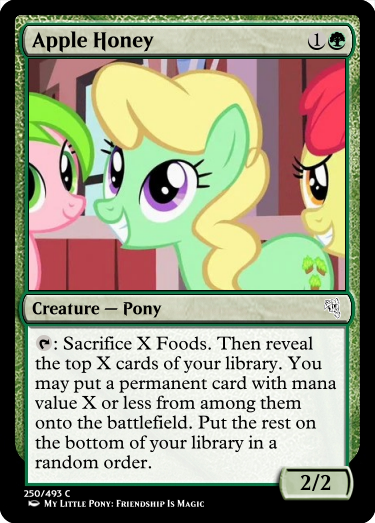 Apple Honey 1
Creature — Pony
: Sacrifice X Foods. Then reveal
the top X cards of your library. You
may put a permanent card with mana
value X or less from among them
onto the battlefield. Put the rest on
the bottom of your library in a
random order.
2/2
250/493 C
My Little Pony: Friendship Is Magic